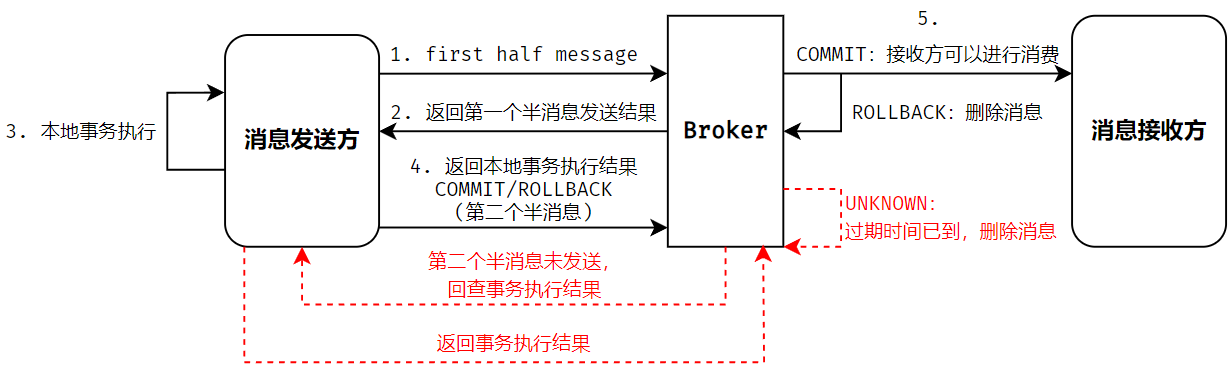 5.
1. first half message
COMMIT：接收方可以进行消费
2. 返回第一个半消息发送结果
ROLLBACK：删除消息
3. 本地事务执行
消息发送方
Broker
消息接收方
4. 返回本地事务执行结果
COMMIT/ROLLBACK
（第二个半消息）
UNKNOWN：
过期时间已到，删除消息
第二个半消息未发送，
回查事务执行结果
返回事务执行结果